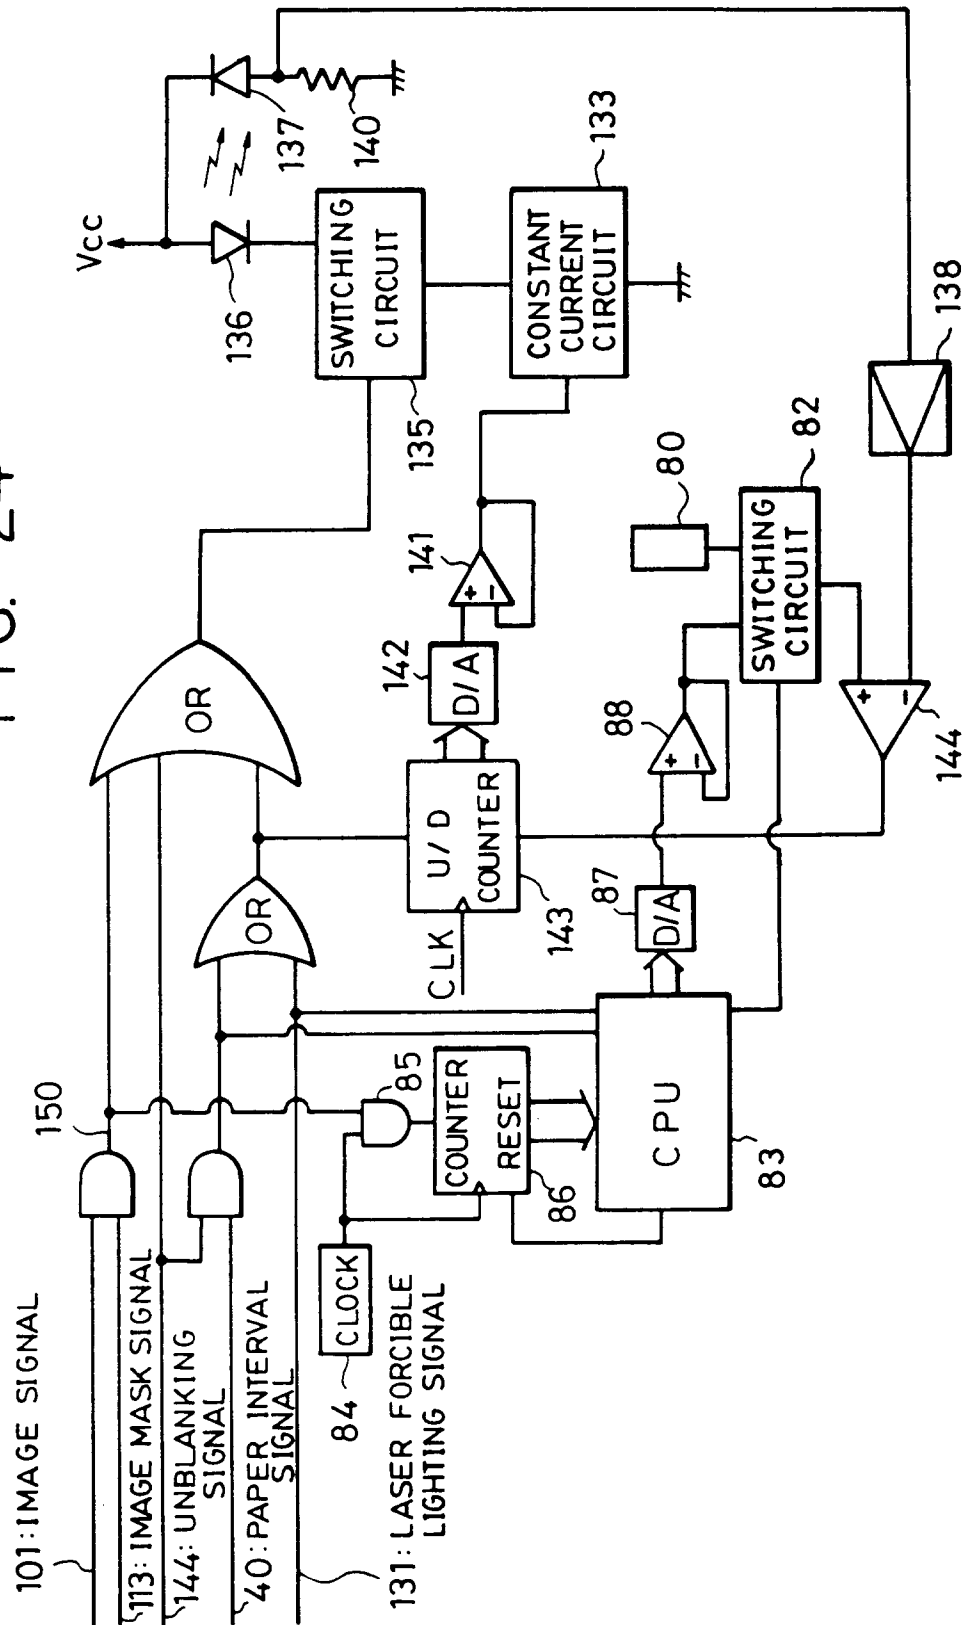 FIG. 24
101:IMAGE SIGNAL
113:IMAGE MASK SIGNAL
144:UNBLANKING
SIGNAL
40:PAPER INTERVAL
SIGNAL
131:LASER FORCIBLE
LIGHTING SIGNAL
150
OR
OR
84
CLOCK
85
COUNTER
RESET
86
CPU
83
CLK
U/D
COUNTER
143
142
D/A
141
+
−
87
D/A
88
+
−
80
SWITCHING
CIRCUIT
82
+
−
144
138
SWITCHING
CIRCUIT
135
CONSTANT
CURRENT
CIRCUIT
133
Vcc
136
137
140